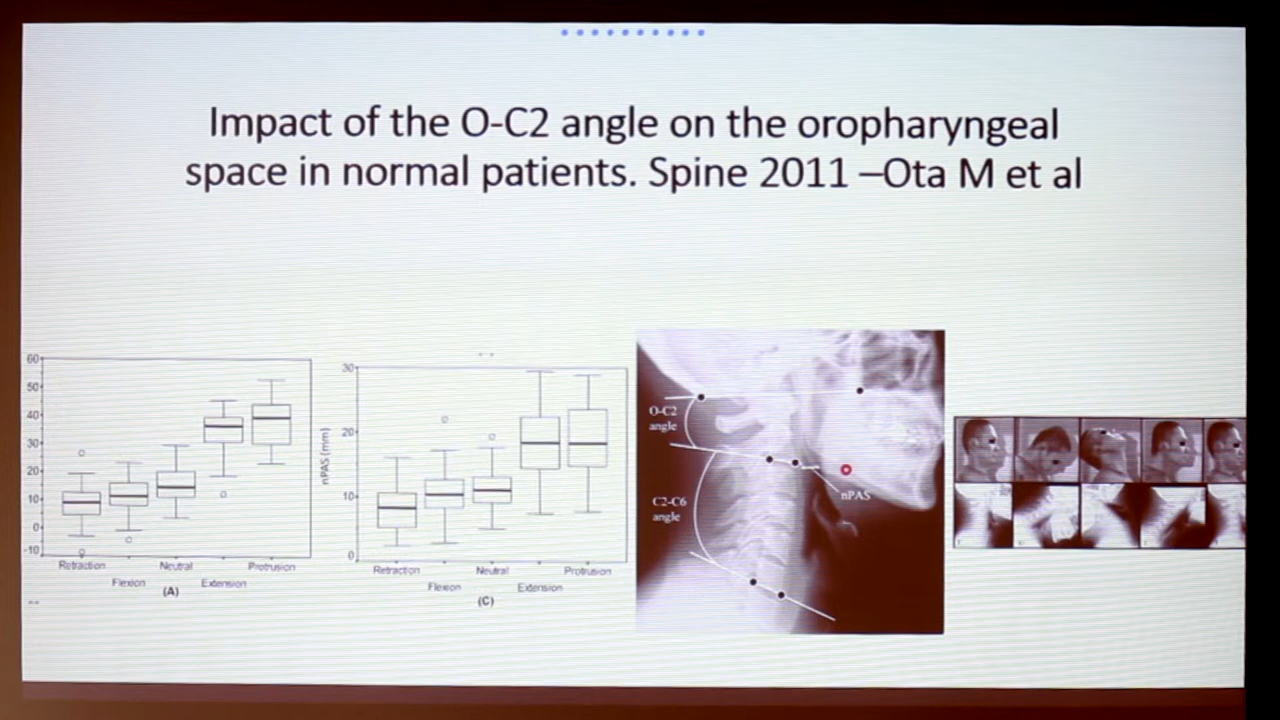 Impact of the O-C2 angle on the oropharyngeal
space in normal patients. Spine 2011 –Ota M et al
60
50
40
30
20
10
0
-10
Retraction
Flexion
Neutral
Extension
Protrusion
(A)
nPAS (mm)
30
20
10
0
Retraction
Flexion
Neutral
Extension
Protrusion
(C)
O-C2
angle
C2-C6
angle
nPAS